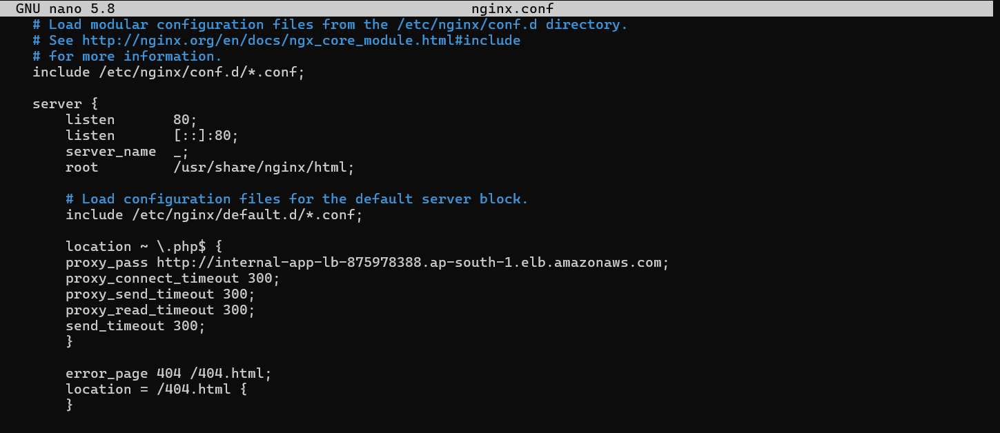 GNU nano 5.8 nginx.conf
# Load modular configuration files from the /etc/nginx/conf.d directory.
# See http://nginx.org/en/docs/ngx_core_module.html#include
# for more information.
include /etc/nginx/conf.d/*.conf;
server {
listen 80;
listen [::]:80;
server_name _;
root /usr/share/nginx/html;
# Load configuration files for the default server block.
include /etc/nginx/default.d/*.conf;
location ~ \.php$ {
proxy_pass http://internal-app-lb-875978388.ap-south-1.elb.amazonaws.com;
proxy_connect_timeout 300;
proxy_send_timeout 300;
proxy_read_timeout 300;
send_timeout 300;
}
error_page 404 /404.html;
location = /404.html {
}